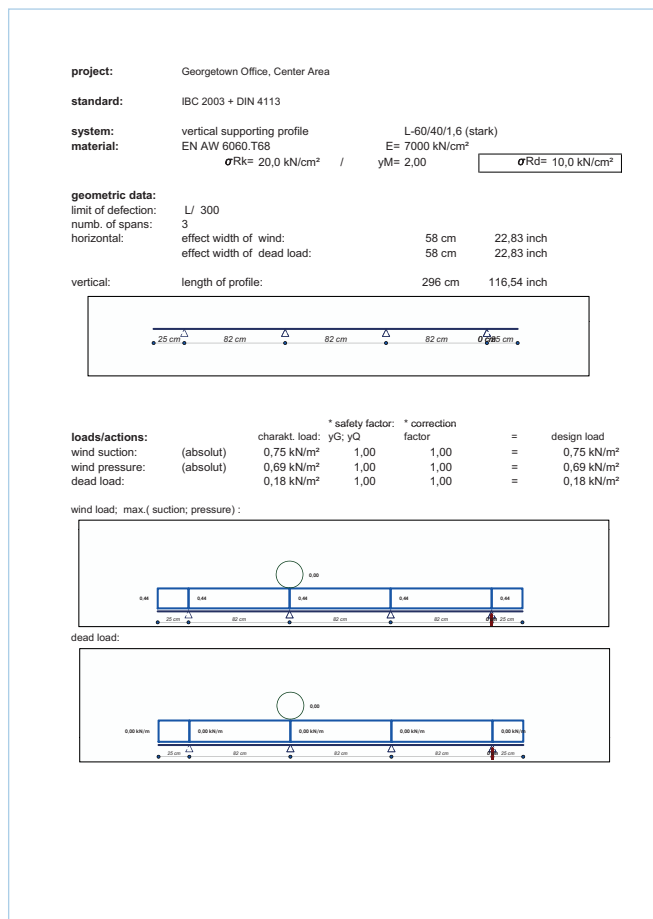 project: Georgetown Office, Center Area
standard: IBC 2003 + DIN 4113
system: vertical supporting profile L-60/40/1,6 (stark)
material: EN AW 6060.T68 E= 7000 kN/cm²
σRk= 20,0 kN/cm² / yM= 2,00 σRd= 10,0 kN/cm²
geometric data:
limit of defection: L/ 300
numb. of spans: 3
horizontal: effect width of wind: 58 cm 22,83 inch
effect width of dead load: 58 cm 22,83 inch
vertical: length of profile: 296 cm 116,54 inch
25 cm 82 cm 82 cm 82 cm 25 cm
* safety factor: * correction
loads/actions: charakt. load: yG; yQ factor = design load
wind suction: (absolut) 0,75 kN/m² 1,00 1,00 = 0,75 kN/m²
wind pressure: (absolut) 0,69 kN/m² 1,00 1,00 = 0,69 kN/m²
dead load: 0,18 kN/m² 1,00 1,00 = 0,18 kN/m²
wind load; max.( suction; pressure) :
0,00
0,44 0,44 0,44 0,44 0,44
25 cm 82 cm 82 cm 82 cm 25 cm
dead load:
0,00
0,00 kN/m 0,00 kN/m 0,00 kN/m 0,00 kN/m 0,00 kN/m
25 cm 82 cm 82 cm 82 cm 25 cm